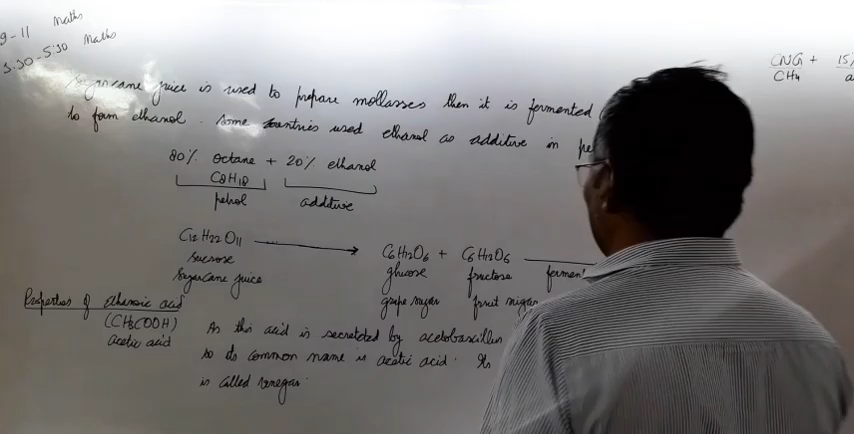 9-11 Maths
3:30-5:30 Maths
CNG + 15%
CH4 a
Sugarcane juice is used to prepare mollasses then it is fermented
to form ethanol. Some countries used ethanol as additive in pe
80% octane + 20% ethanol
C8H18
petrol additive
C12H22O11 C6H12O6 + C6H12O6
sucrose glucose fructose ferment
Sugarcane juice grape sugar fruit sugar
Properties of ethanoic acid
(CH3COOH)
acetic acid
As this acid is secretded by acetobascillus
so its common name is acetic acid. It
is called vinegar.